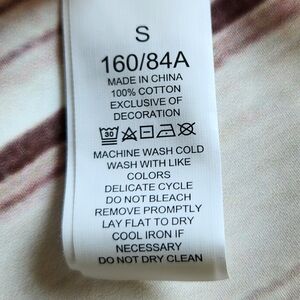 S
160/84A
MADE IN CHINA
100% COTTON
EXCLUSIVE OF
DECORATION
30
MACHINE WASH COLD
WASH WITH LIKE
COLORS
DELICATE CYCLE
DO NOT BLEACH
REMOVE PROMPTLY
LAY FLAT TO DRY
COOL IRON IF
NECESSARY
DO NOT DRY CLEAN